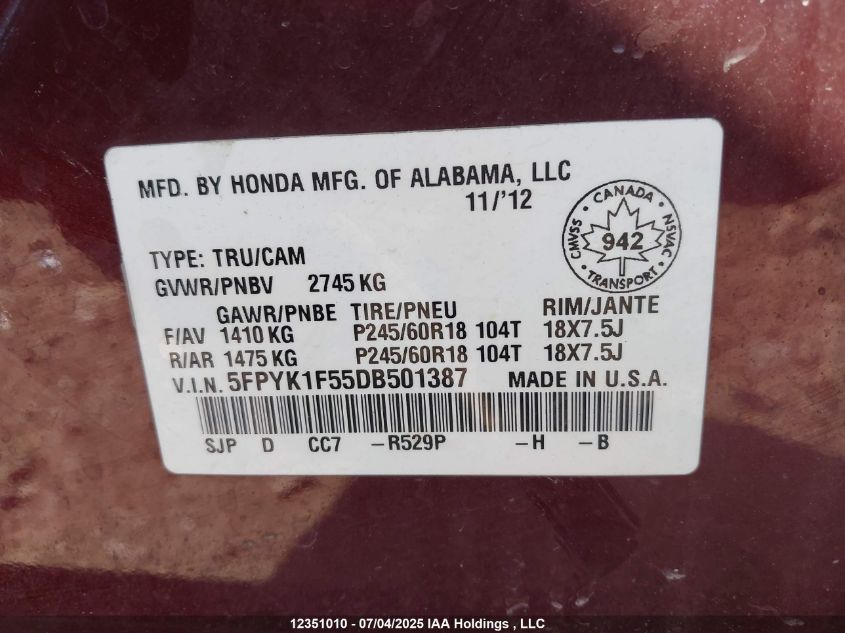 MFD. BY HONDA MFG. OF ALABAMA, LLC
11/'12
CANADA
CMVSS
NSVAC
942
TRANSPORT
TYPE: TRU/CAM
GVWR/PNBV 2745 KG
GAWR/PNBE TIRE/PNEU RIM/JANTE
F/AV 1410 KG P245/60R18 104T 18X7.5J
R/AR 1475 KG P245/60R18 104T 18X7.5J
V.I.N. 5FPYK1F55DB501387 MADE IN U.S.A.
SJP D CC7 -R529P -H -B
12351010 - 07/04/2025 IAA Holdings , LLC